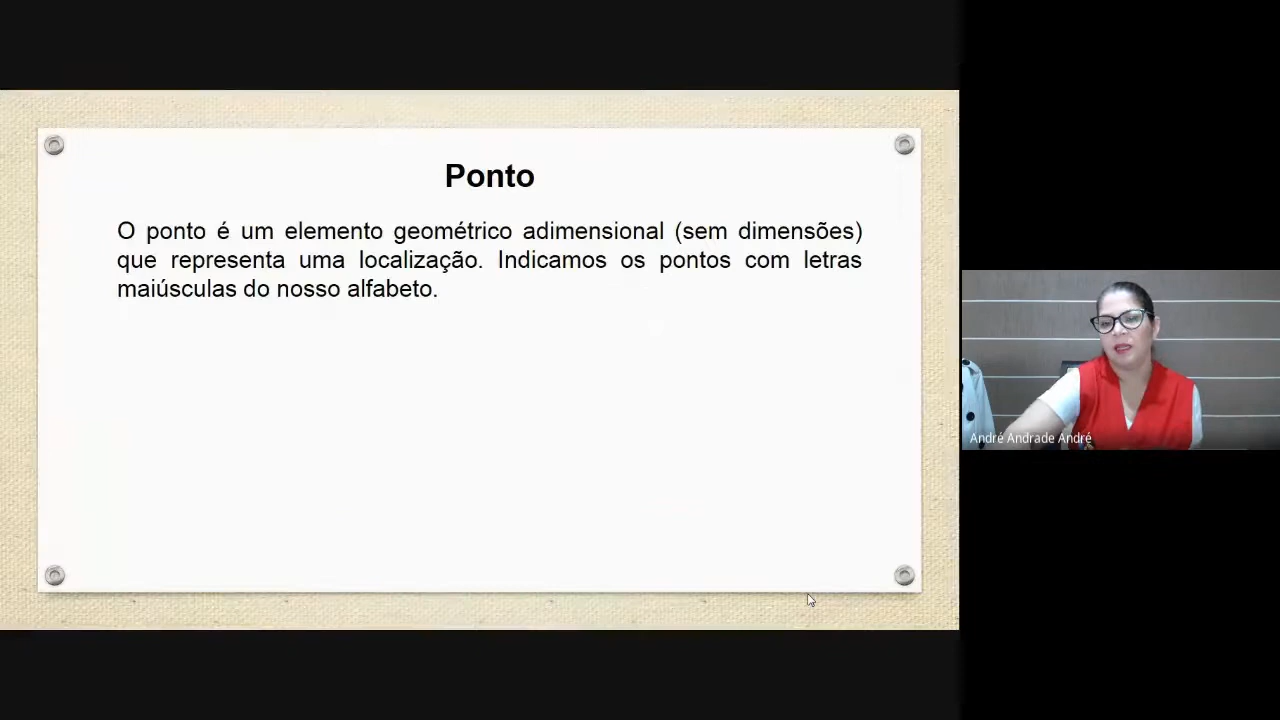 Ponto
O ponto é um elemento geométrico adimensional (sem dimensões)
que representa uma localização. Indicamos os pontos com letras
maiúsculas do nosso alfabeto.
André Andrade André